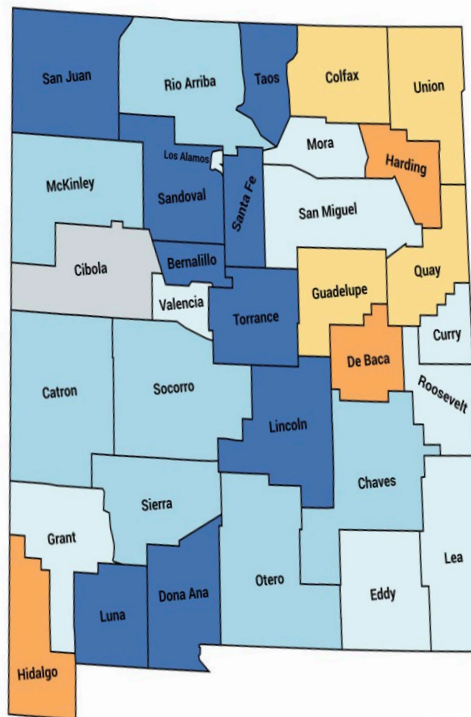 San Juan
Rio Arriba
Taos
Colfax
Union
Los Alamos
Mora
Harding
McKinley
Sandoval
Santa Fe
San Miguel
Cibola
Bernalillo
Quay
Valencia
Guadelupe
Torrance
Curry
De Baca
Roosevelt
Catron
Socorro
Lincoln
Chaves
Sierra
Grant
Lea
Otero
Dona Ana
Eddy
Luna
Hidalgo